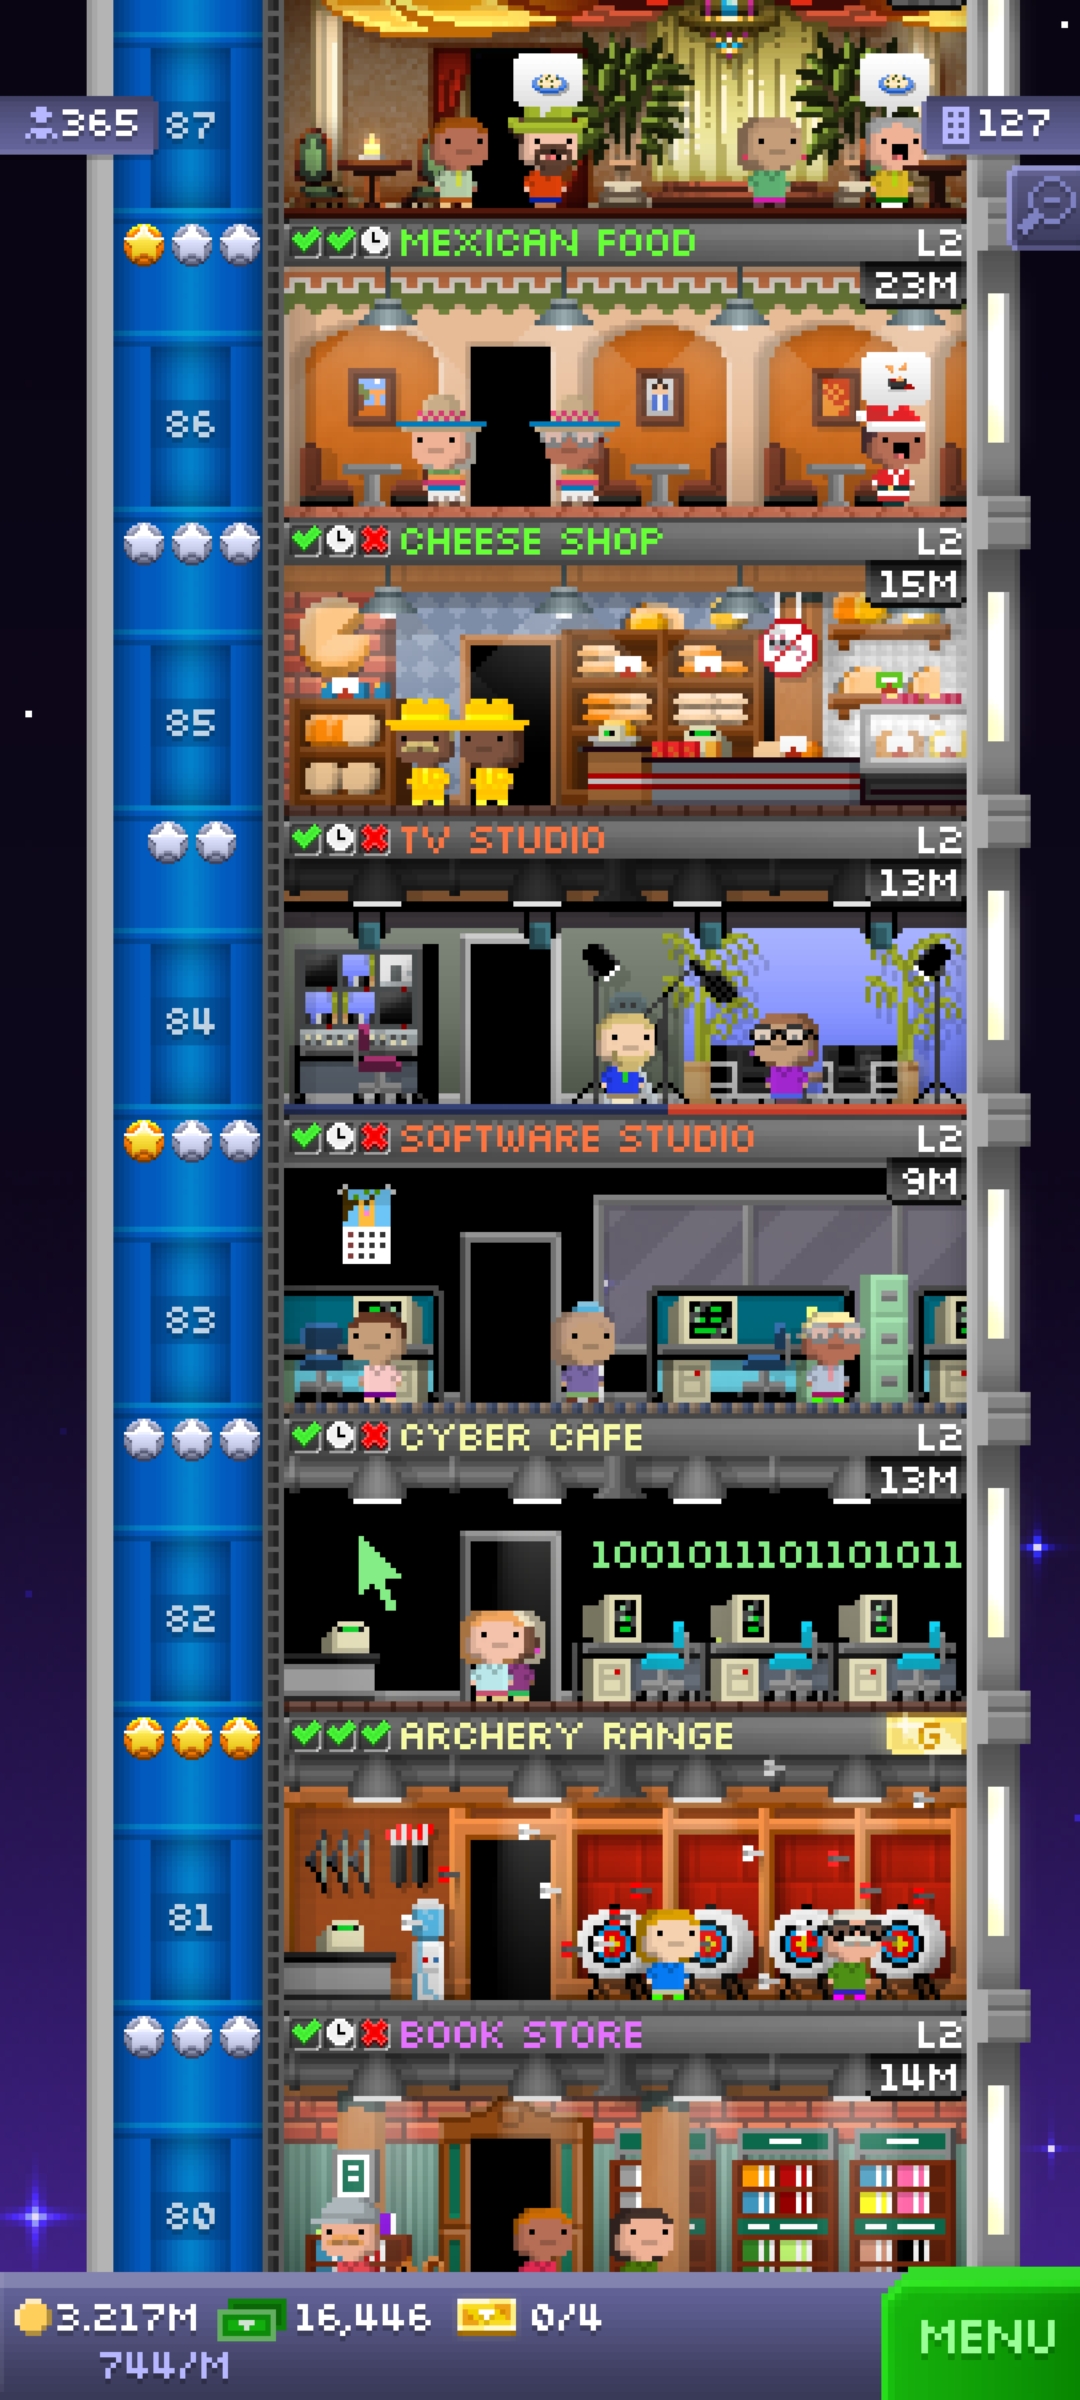 365
87
127
MEXICAN FOOD L2
23M
86
CHEESE SHOP L2
15M
85
TV STUDIO L2
13M
84
SOFTWARE STUDIO L2
9M
83
CYBER CAFE L2
13M
1001011101101011
82
ARCHERY RANGE G
81
BOOK STORE L2
14M
80
3.217M 16,446 0/4
744/M
MENU